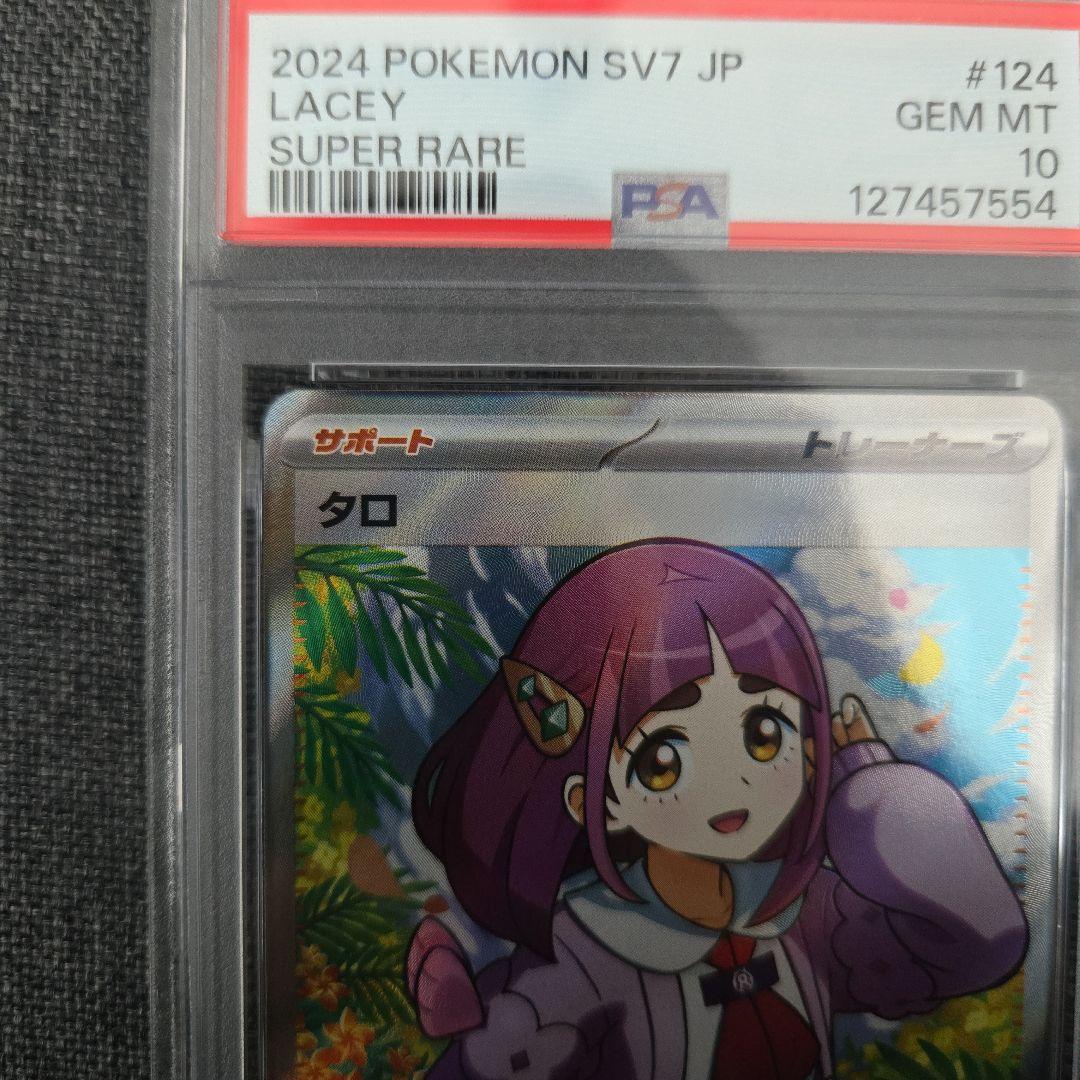 2024 POKEMON SV7 JP
#124
LACEY
GEM MT
SUPER RARE
10
PSA
127457554
サポート
トレーナーズ
タロ